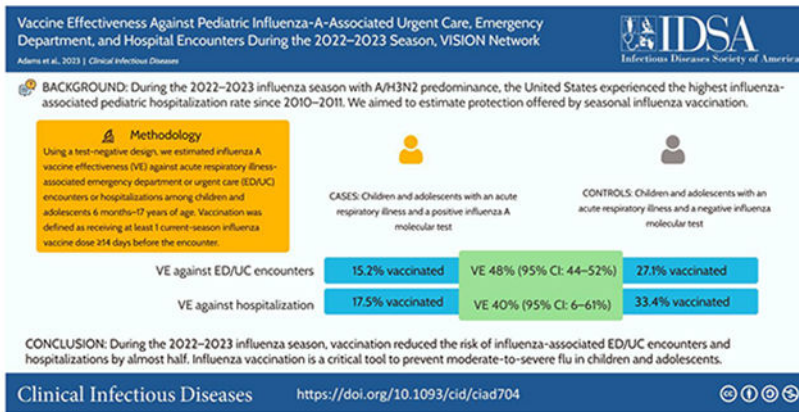 Vaccine Effectiveness Against Pediatric Influenza-A-Associated Urgent Care, Emergency
Department, and Hospital Encounters During the 2022–2023 Season, VISION Network
Adams et al., 2023 | Clinical Infectious Diseases
IDSA
Infectious Diseases Society of America
BACKGROUND: During the 2022–2023 influenza season with A/H3N2 predominance, the United States experienced the highest influenza-
associated pediatric hospitalization rate since 2010–2011. We aimed to estimate protection offered by seasonal influenza vaccination.
Methodology
Using a test-negative design, we estimated influenza A
vaccine effectiveness (VE) against acute respiratory illness-
associated emergency department or urgent care (ED/UC)
encounters or hospitalizations among children and
adolescents 6 months–17 years of age. Vaccination was
defined as receiving at least 1 current-season influenza
vaccine dose ≥14 days before the encounter.
CASES: Children and adolescents with an acute
respiratory illness and a positive influenza A
molecular test
CONTROLS: Children and adolescents with an
acute respiratory illness and a negative influenza
molecular test
VE against ED/UC encounters
15.2% vaccinated
VE 48% (95% CI: 44–52%)
27.1% vaccinated
VE against hospitalization
17.5% vaccinated
VE 40% (95% CI: 6–61%)
33.4% vaccinated
CONCLUSION: During the 2022–2023 influenza season, vaccination reduced the risk of influenza-associated ED/UC encounters and
hospitalizations by almost half. Influenza vaccination is a critical tool to prevent moderate-to-severe flu in children and adolescents.
Clinical Infectious Diseases
https://doi.org/10.1093/cid/ciad704